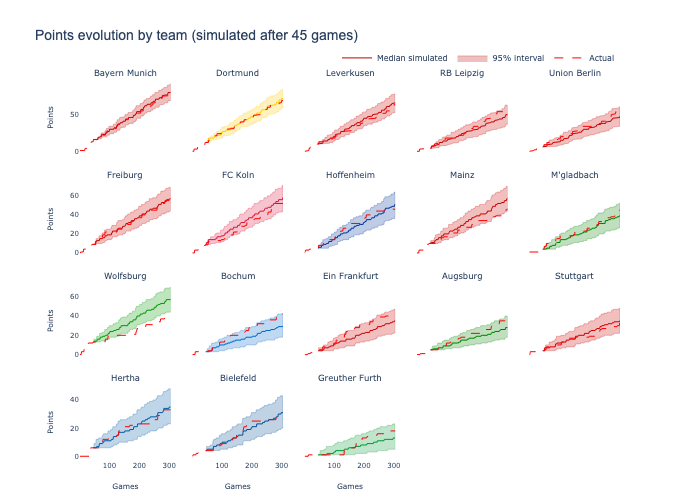 Points evolution by team (simulated after 45 games)
Median simulated 95% interval Actual
Bayern Munich Dortmund Leverkusen RB Leipzig Union Berlin
Points
50
0
Freiburg FC Koln Hoffenheim Mainz M'gladbach
Points
60
40
20
0
Wolfsburg Bochum Ein Frankfurt Augsburg Stuttgart
Points
60
40
20
0
Hertha Bielefeld Greuther Furth
Points
40
20
0
100 200 300 100 200 300 100 200 300
Games Games Games